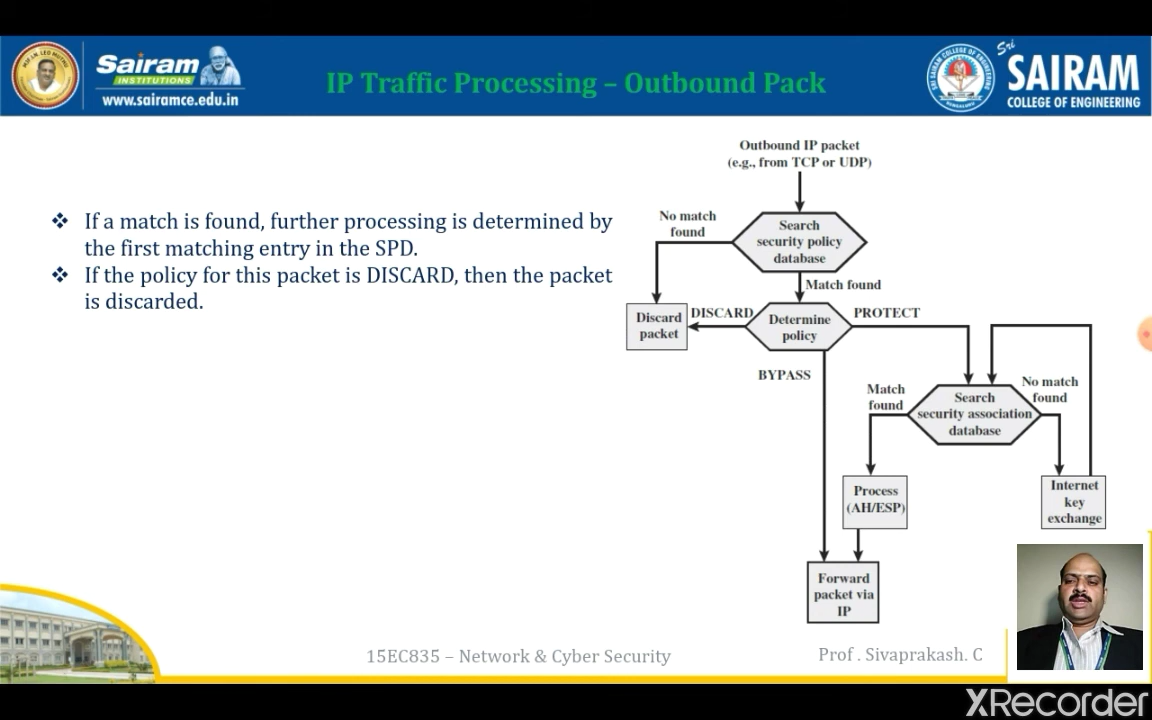 Sairam
INSTITUTIONS
www.sairamce.edu.in
IP Traffic Processing – Outbound Pack
Sri
SAIRAM
COLLEGE OF ENGINEERING
❖ If a match is found, further processing is determined by
the first matching entry in the SPD.
❖ If the policy for this packet is DISCARD, then the packet
is discarded.
Outbound IP packet
(e.g., from TCP or UDP)
No match
found
Search
security policy
database
Match found
Discard
packet
DISCARD
Determine
policy
PROTECT
BYPASS
Match
found
Search
security association
database
No match
found
Process
(AH/ESP)
Internet
key
exchange
Forward
packet via
IP
15EC835 – Network & Cyber Security
Prof . Sivaprakash. C
XRecorder